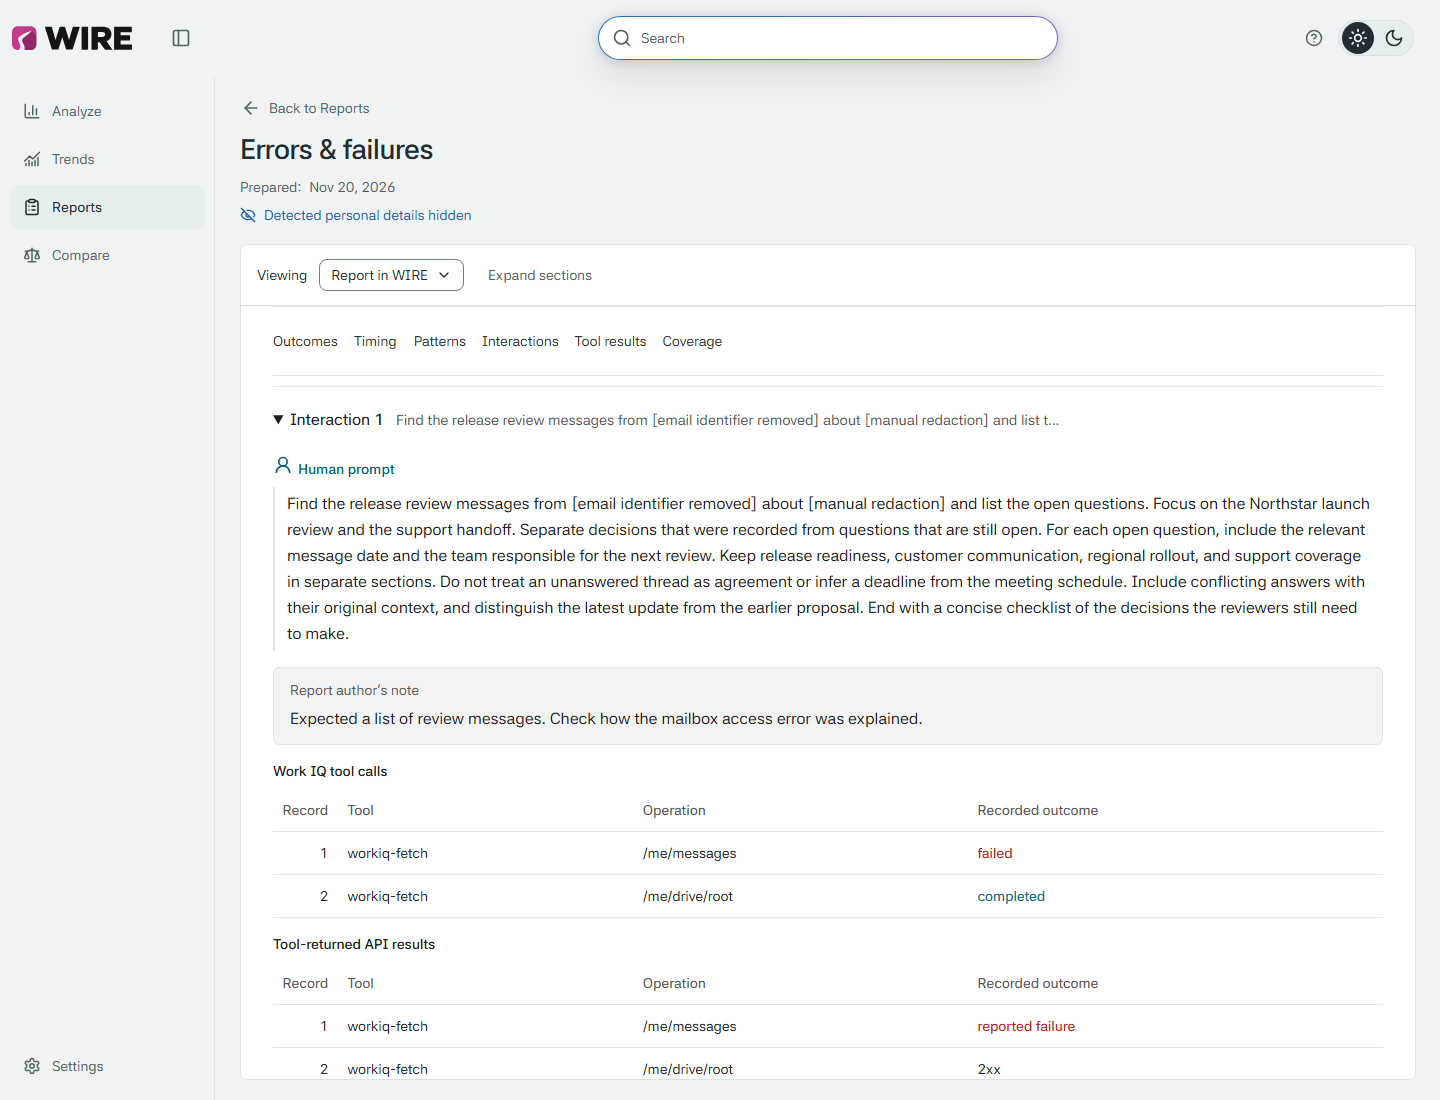 WIRE
Search
Analyze
Trends
Reports
Compare
Settings
Back to Reports
Errors & failures
Prepared: Nov 20, 2026
Detected personal details hidden
Viewing
Report in WIRE
Expand sections
Outcomes Timing Patterns Interactions Tool results Coverage
Interaction 1 Find the release review messages from [email identifier removed] about [manual redaction] and list t...
Human prompt
Find the release review messages from [email identifier removed] about [manual redaction] and list the open questions. Focus on the Northstar launch
review and the support handoff. Separate decisions that were recorded from questions that are still open. For each open question, include the relevant
message date and the team responsible for the next review. Keep release readiness, customer communication, regional rollout, and support coverage
in separate sections. Do not treat an unanswered thread as agreement or infer a deadline from the meeting schedule. Include conflicting answers with
their original context, and distinguish the latest update from the earlier proposal. End with a concise checklist of the decisions the reviewers still need
to make.
Report author's note
Expected a list of review messages. Check how the mailbox access error was explained.
Work IQ tool calls
Record Tool Operation Recorded outcome
1 workiq-fetch /me/messages failed
2 workiq-fetch /me/drive/root completed
Tool-returned API results
Record Tool Operation Recorded outcome
1 workiq-fetch /me/messages reported failure
2 workiq-fetch /me/drive/root 2xx